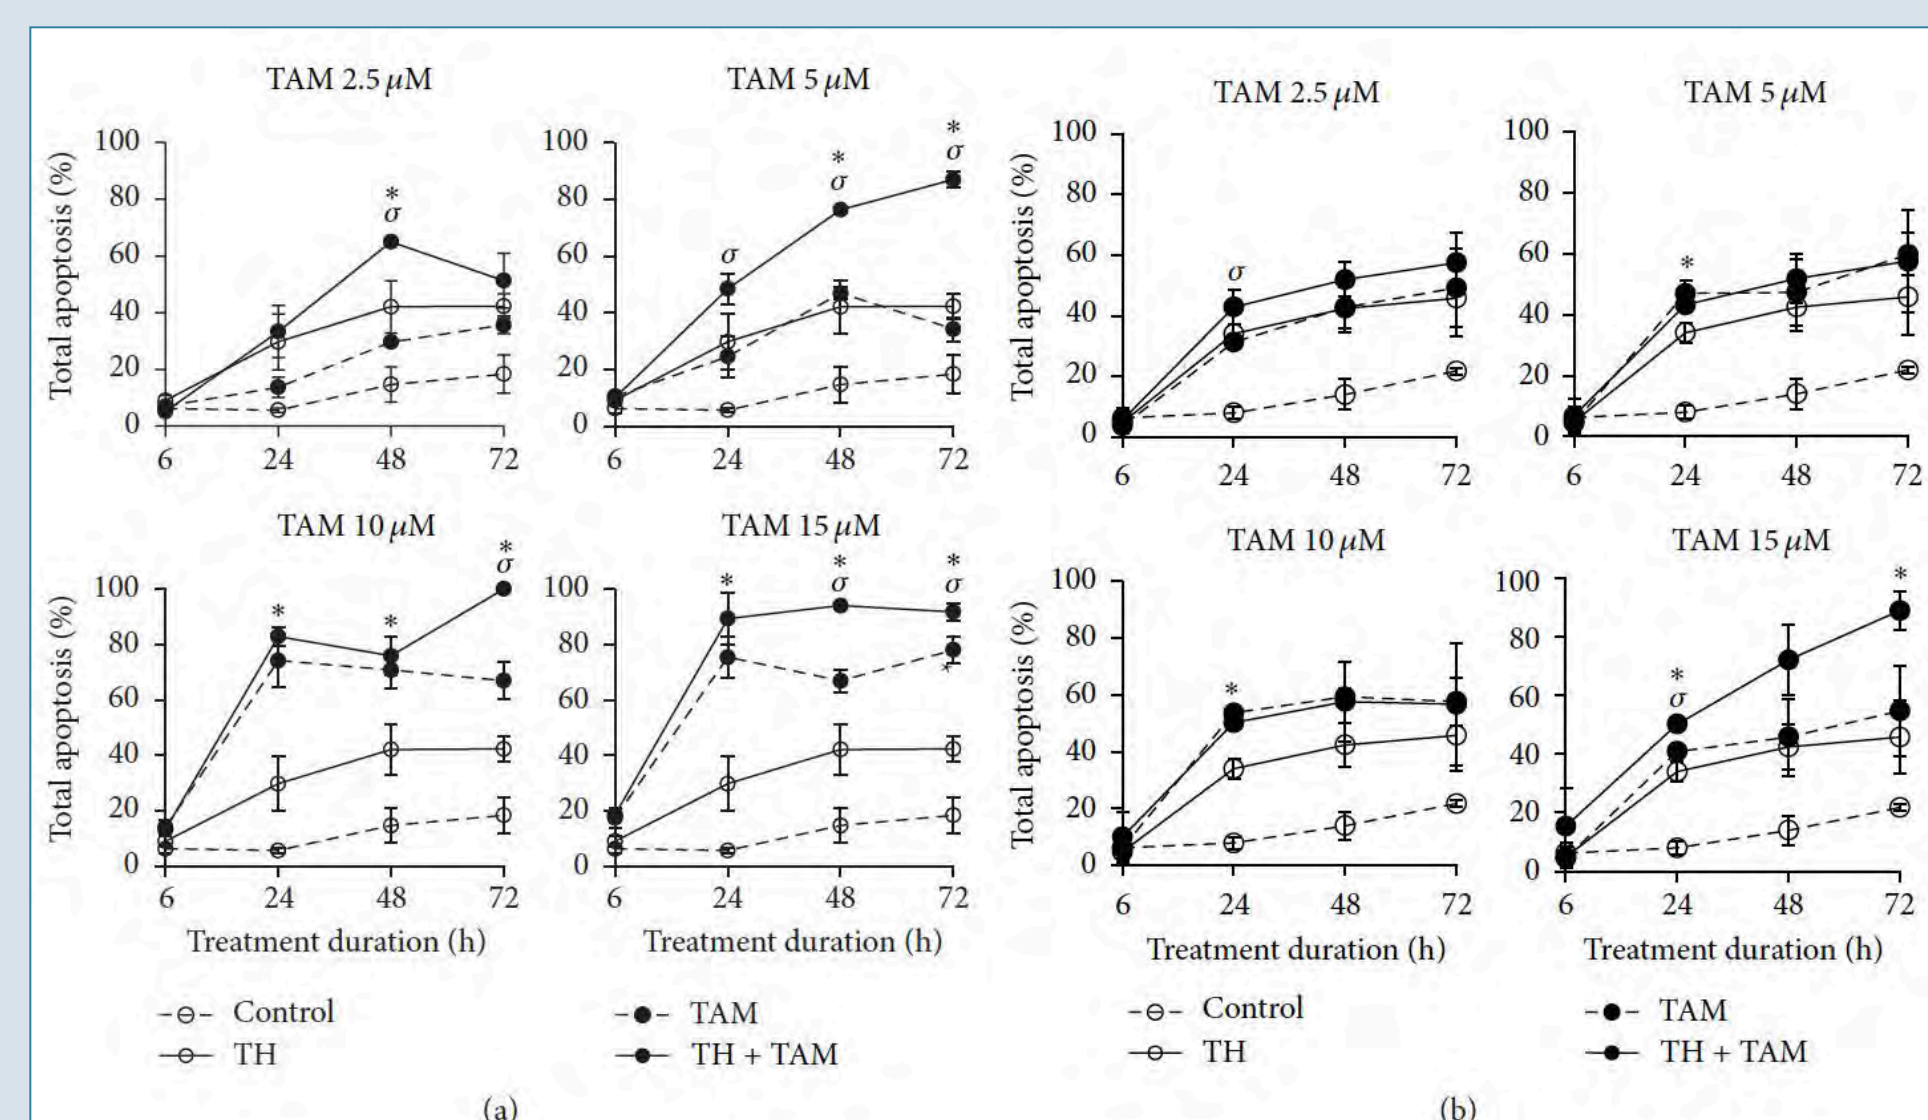 TAM 2.5 μM
TAM 5 μM
Total apoptosis (%)
100
80
60
40
20
0
6 24 48 72
*
σ
100
80
60
40
20
0
6 24 48 72
σ
*
σ
*
σ
TAM 10 μM
TAM 15 μM
Total apoptosis (%)
100
80
60
40
20
0
6 24 48 72
*
*
*
σ
Treatment duration (h)
100
80
60
40
20
0
6 24 48 72
*
*
σ
*
σ
*
Treatment duration (h)
Control
TH
TAM
TH + TAM
(a)
TAM 2.5 μM
TAM 5 μM
Total apoptosis (%)
100
80
60
40
20
0
6 24 48 72
σ
100
80
60
40
20
0
6 24 48 72
*
TAM 10 μM
TAM 15 μM
Total apoptosis (%)
100
80
60
40
20
0
6 24 48 72
*
Treatment duration (h)
100
80
60
40
20
0
6 24 48 72
*
σ
*
Treatment duration (h)
Control
TH
TAM
TH + TAM
(b)